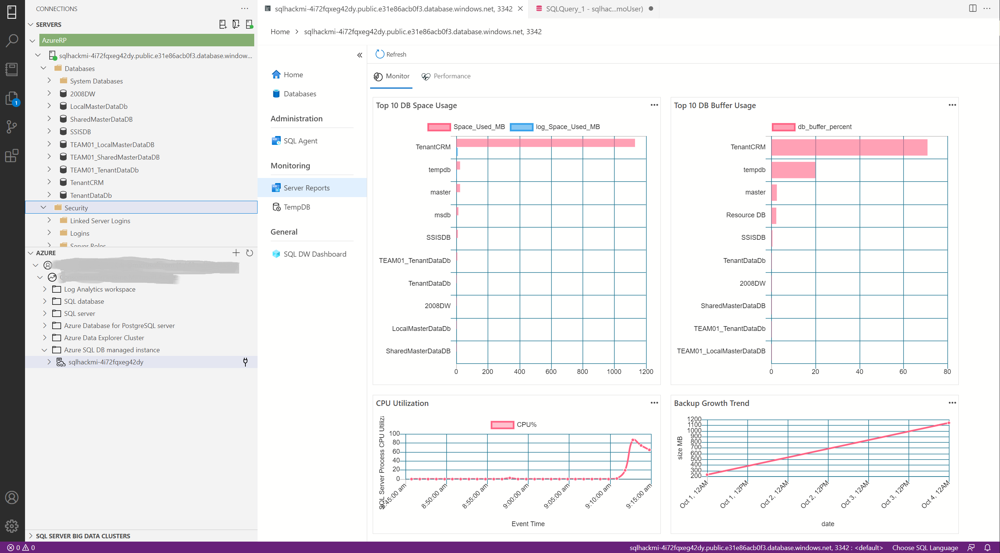 CONNECTIONS
SERVERS
AzureRP
sqlhackmi-4i72fqxeg42dy.public.e31e86acb0f3.database.window...
Databases
System Databases
2008DW
LocalMasterDataDb
SharedMasterDataDB
SSISDB
TEAM01_LocalMasterDataDB
TEAM01_SharedMasterDataDB
TEAM01_TenantDataDb
TenantCRM
TenantDataDb
Security
Linked Server Logins
Logins
Server Roles
AZURE
Log Analytics workspace
SQL database
SQL server
Azure Database for PostgreSQL server
Azure Data Explorer Cluster
Azure SQL DB managed instance
sqlhackmi-4i72fqxeg42dy
SQL SERVER BIG DATA CLUSTERS
1
sqlhackmi-4i72fqxeg42dy.public.e31e86acb0f3.database.windows.net, 3342
SQLQuery_1 - sqlhac...moUser)
Home > sqlhackmi-4i72fqxeg42dy.public.e31e86acb0f3.database.windows.net, 3342
Home
Databases
Administration
SQL Agent
Monitoring
Server Reports
TempDB
General
SQL DW Dashboard
Refresh
Monitor Performance
Top 10 DB Space Usage
Space_Used_MB log_Space_Used_MB
TenantCRM
tempdb
master
msdb
SSISDB
TEAM01_TenantDataDb
TenantDataDb
2008DW
LocalMasterDataDb
SharedMasterDataDB
0 200 400 600 800 1000 1200
Top 10 DB Buffer Usage
db_buffer_percent
TenantCRM
tempdb
master
Resource DB
SSISDB
TenantDataDb
2008DW
SharedMasterDataDB
TEAM01_TenantDataDb
TEAM01_LocalMasterDataDB
0 20 40 60 80
CPU Utilization
CPU%
SQL Server Process CPU Utiliza
100
80
60
40
20
0
8:45:00 am 8:50:00 am 8:55:00 am 9:00:00 am 9:05:00 am 9:10:00 am 9:15:00 am
Event Time
Backup Growth Trend
size MB
1200
1100
1000
900
800
700
600
500
400
300
200
Oct 1, 12AM Oct 1, 12PM Oct 2, 12AM Oct 2, 12PM Oct 3, 12AM Oct 3, 12PM Oct 4, 12AM
date
0 0
sqlhackmi-4i72fqxeg42dy.public.e31e86acb0f3.database.windows.net, 3342 : <default> Choose SQL Language